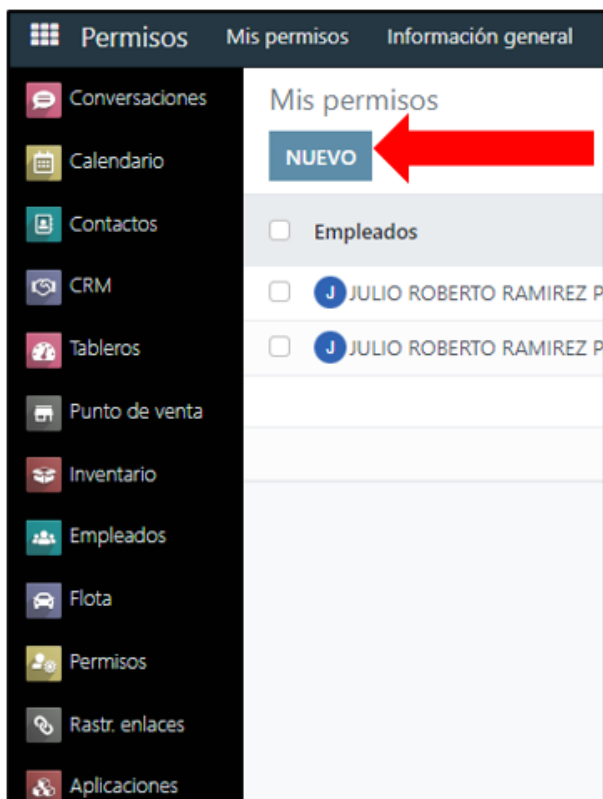 Permisos Mis permisos Información general
Conversaciones
Calendario
Contactos
CRM
Tableros
Punto de venta
Inventario
Empleados
Flota
Permisos
Rastr. enlaces
Aplicaciones
Mis permisos
NUEVO
Empleados
J JULIO ROBERTO RAMIREZ P
J JULIO ROBERTO RAMIREZ P